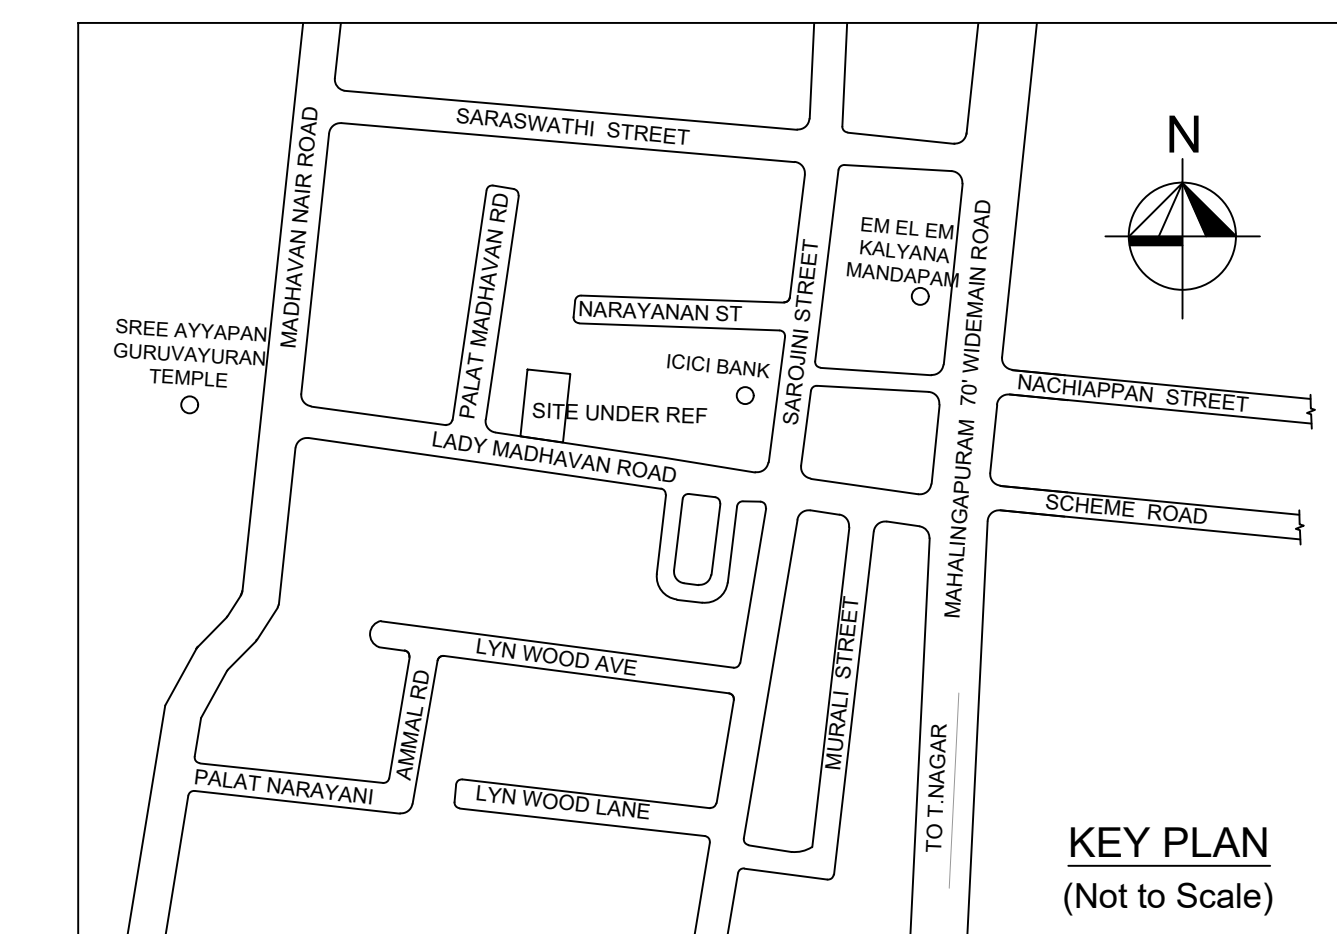 SARASWATHI STREET
MADHAVAN NAIR ROAD
N
PALAT MADHAVAN RD
EM EL EM
KALYANA
MANDAPAM
MAHALINGAPURAM 70' WIDEMAIN ROAD
SAROJINI STREET
NARAYANAN ST
SREE AYYAPAN
GURUVAYURAN
TEMPLE
ICICI BANK
NACHIAPPAN STREET
SITE UNDER REF
LADY MADHAVAN ROAD
SCHEME ROAD
MURALI STREET
LYN WOOD AVE
AMMAL RD
PALAT NARAYANI
LYN WOOD LANE
TO T.NAGAR
KEY PLAN
(Not to Scale)